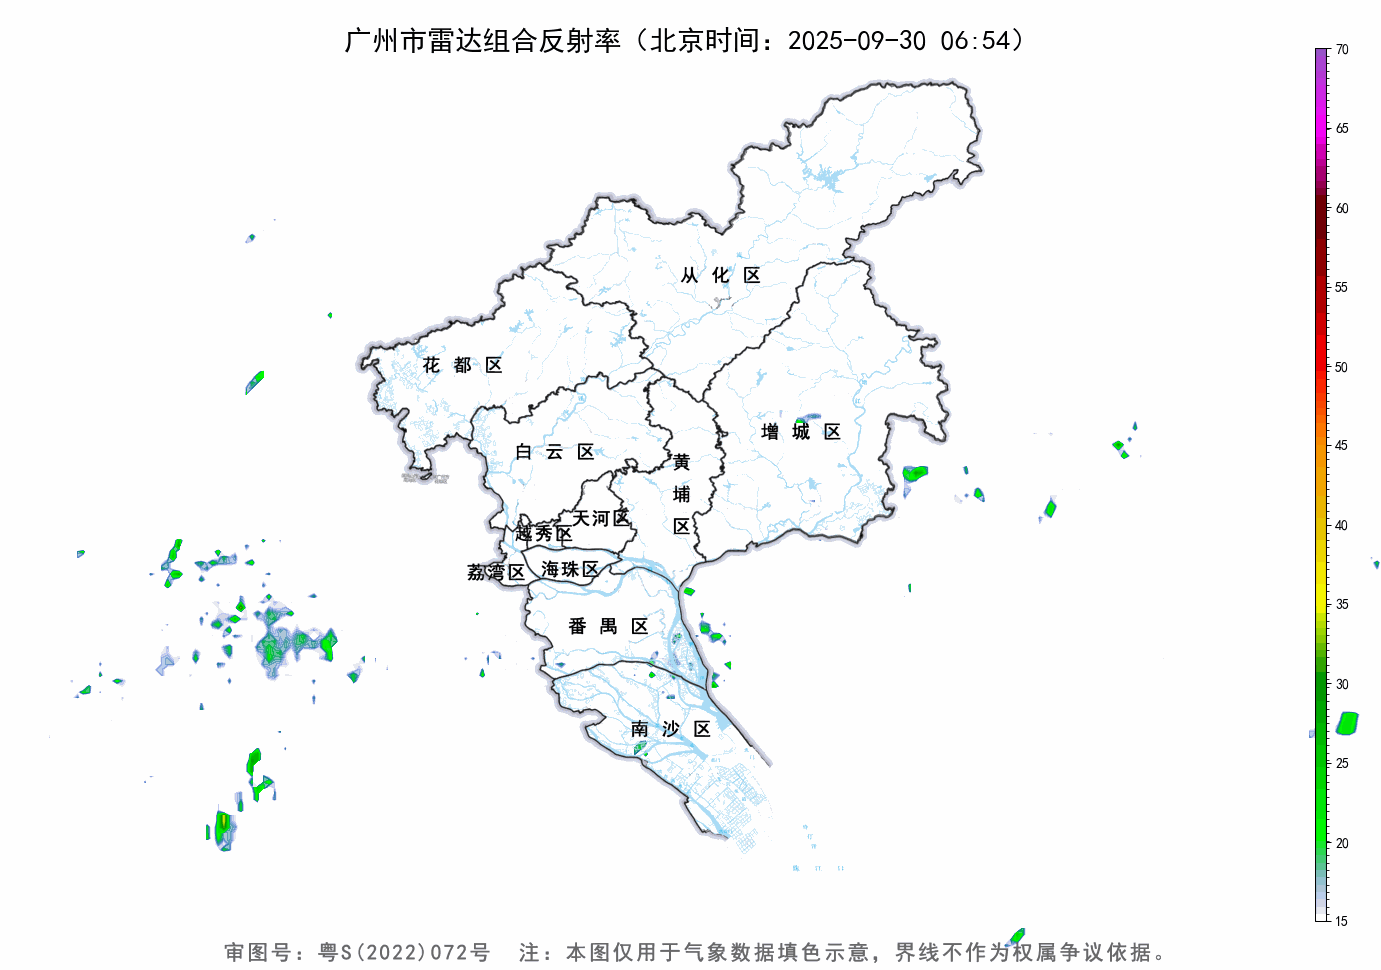 广州市雷达组合反射率（北京时间：2025-09-30 06:54）
70
65
60
55
50
45
40
35
30
25
20
15
从化区
花都区
增城区
白云区
黄埔区
天河区
越秀区
荔湾区
海珠区
番禺区
南沙区
审图号：粤S(2022)072号 注：本图仅用于气象数据填色示意，界线不作为权属争议依据。